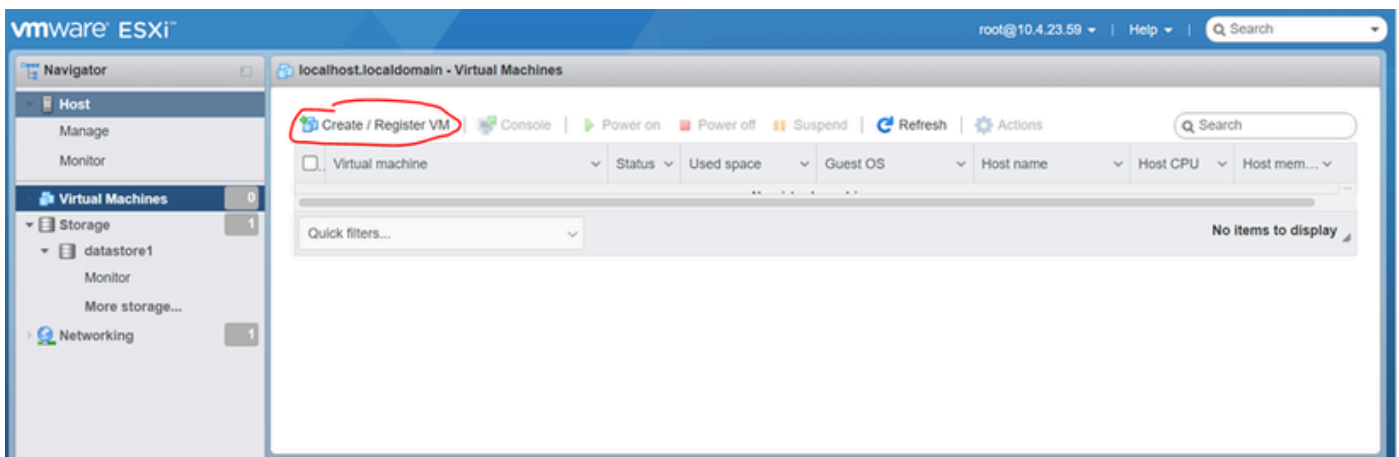 vmware ESXi™
root@10.4.23.59 | Help | Search
Navigator
localhost.localdomain - Virtual Machines
Host
Manage
Monitor
Virtual Machines 0
Storage 1
datastore1
Monitor
More storage...
Networking 1
Create / Register VM | Console | Power on Power off Suspend | Refresh | Actions
Search
Virtual machine Status Used space Guest OS Host name Host CPU Host mem...
Quick filters...
No items to display